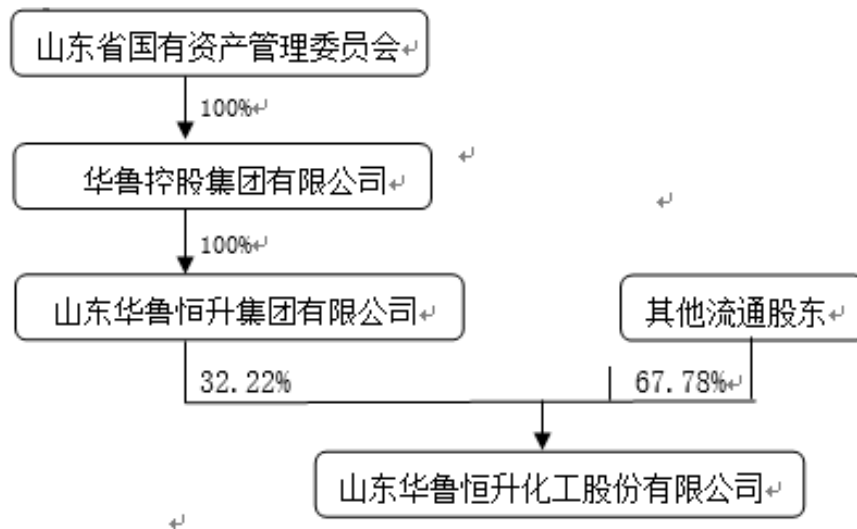 山东省国有资产管理委员会↵
100%↵
华鲁控股集团有限公司↵
↵
↵
100%↵
山东华鲁恒升集团有限公司↵
其他流通股东↵
32.22%
67.78%↵
山东华鲁恒升化工股份有限公司↵
↵